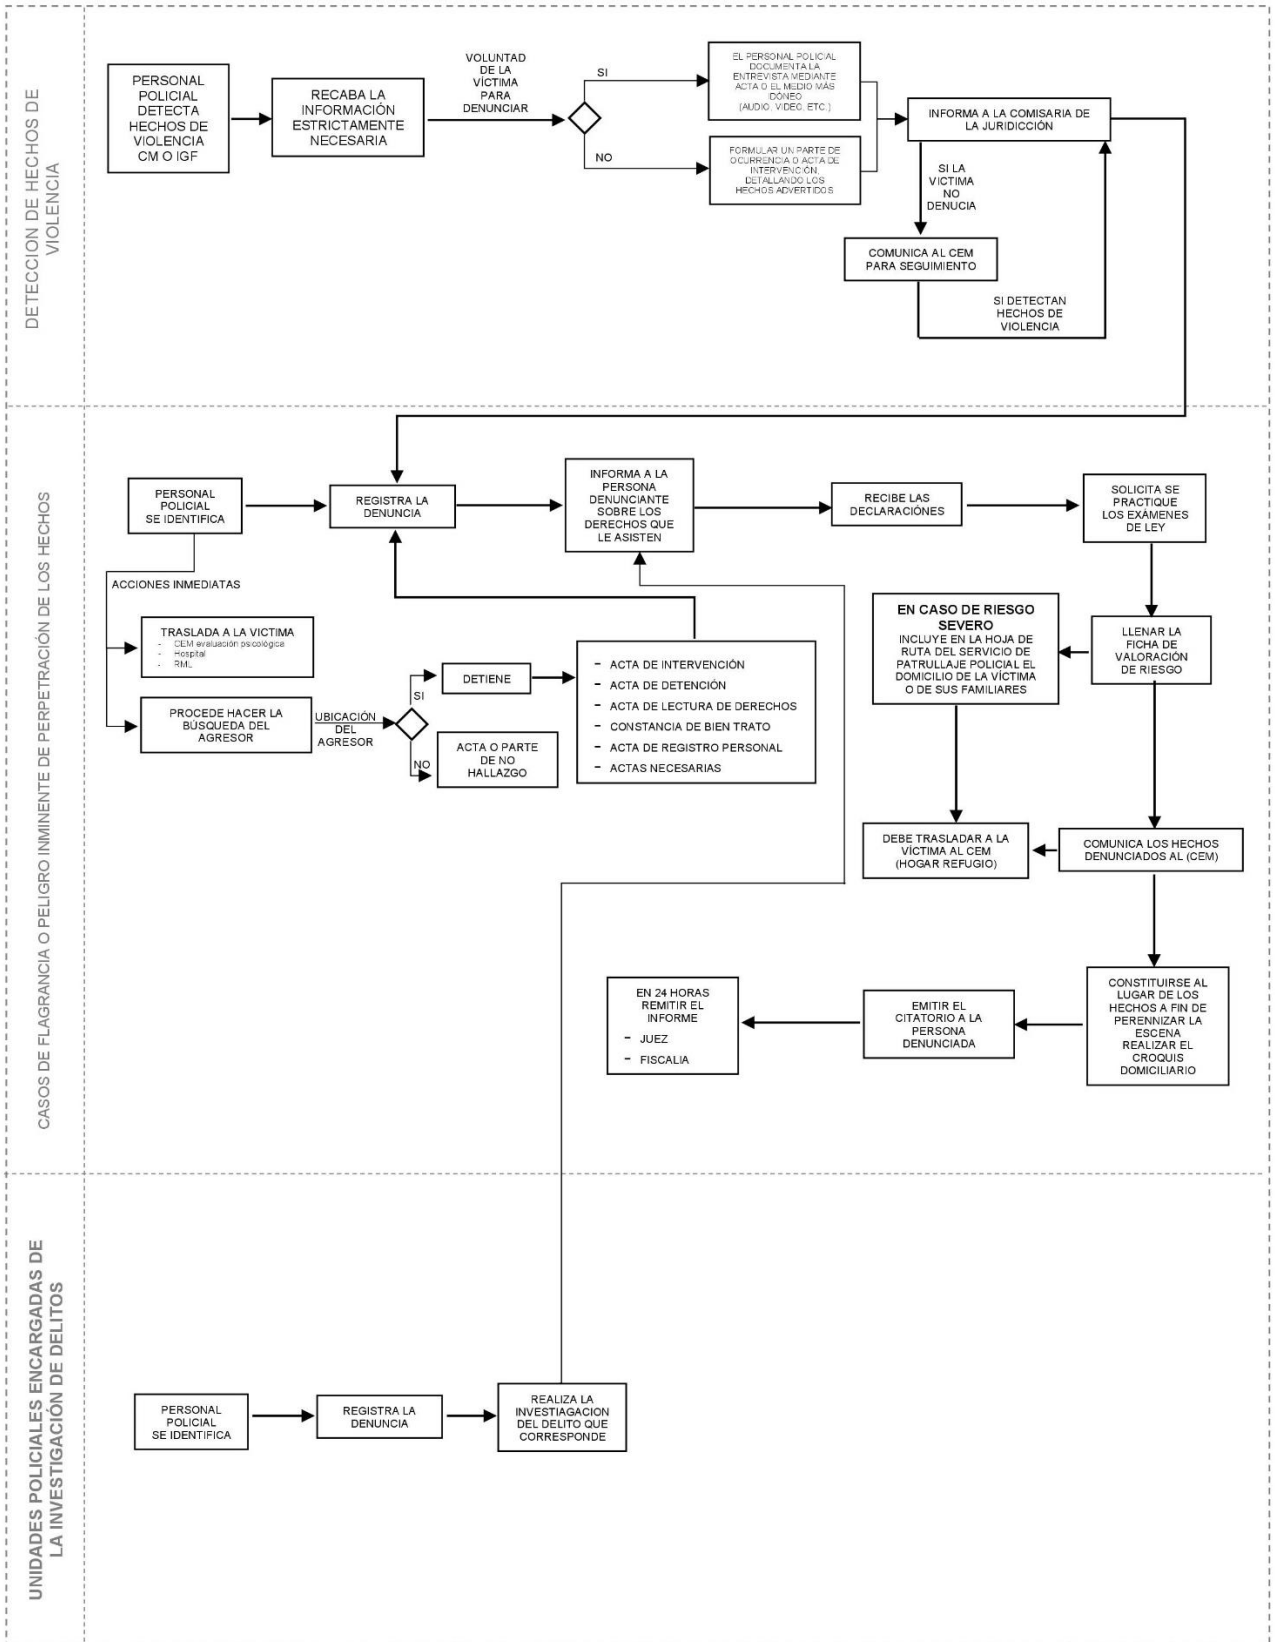 DETECCION DE HECHOS DE
VIOLENCIA
PERSONAL
POLICIAL
DETECTA
HECHOS DE
VIOLENCIA
CM O IGF
RECABA LA
INFORMACIÓN
ESTRICTAMENTE
NECESARIA
VOLUNTAD
DE LA
VÍCTIMA
PARA
DENUNCIAR
SI
NO
EL PERSONAL POLICIAL
DOCUMENTA LA
ENTREVISTA MEDIANTE
ACTA O EL MEDIO MÁS
IDÓNEO
(AUDIO, VIDEO, ETC.)
FORMULAR UN PARTE DE
OCURRENCIA O ACTA DE
INTERVENCIÓN,
DETALLANDO LOS
HECHOS ADVERTIDOS
INFORMA A LA COMISARIA DE
LA JURIDICCIÓN
SI LA
VICTIMA
NO
DENUCIA
COMUNICA AL CEM
PARA SEGUIMIENTO
SI DETECTAN
HECHOS DE
VIOLENCIA
CASOS DE FLAGRANCIA O PELIGRO INMINENTE DE PERPETRACIÓN DE LOS HECHOS
PERSONAL
POLICIAL
SE IDENTIFICA
REGISTRA LA
DENUNCIA
INFORMA A LA
PERSONA
DENUNCIANTE
SOBRE LOS
DERECHOS QUE
LE ASISTEN
RECIBE LAS
DECLARACIÓNES
SOLICITA SE
PRACTIQUE
LOS EXÁMENES
DE LEY
ACCIONES INMEDIATAS
TRASLADA A LA VICTIMA
- CEM evaluación psicológica
- Hospital
- RML
PROCEDE HACER LA
BÚSQUEDA DEL
AGRESOR
UBICACIÓN
DEL
AGRESOR
SI
NO
DETIENE
ACTA O PARTE
DE NO
HALLAZGO
- ACTA DE INTERVENCIÓN
- ACTA DE DETENCIÓN
- ACTA DE LECTURA DE DERECHOS
- CONSTANCIA DE BIEN TRATO
- ACTA DE REGISTRO PERSONAL
- ACTAS NECESARIAS
EN CASO DE RIESGO
SEVERO
INCLUYE EN LA HOJA DE
RUTA DEL SERVICIO DE
PATRULLAJE POLICIAL EL
DOMICILIO DE LA VÍCTIMA
O DE SUS FAMILIARES
LLENAR LA
FICHA DE
VALORACIÓN
DE RIESGO
DEBE TRASLADAR A LA
VÍCTIMA AL CEM
(HOGAR REFUGIO)
COMUNICA LOS HECHOS
DENUNCIADOS AL (CEM)
EN 24 HORAS
REMITIR EL
INFORME
- JUEZ
- FISCALIA
EMITIR EL
CITATORIO A LA
PERSONA
DENUNCIADA
CONSTITUIRSE AL
LUGAR DE LOS
HECHOS A FIN DE
PERENNIZAR LA
ESCENA
REALIZAR EL
CROQUIS
DOMICILIARIO
UNIDADES POLICIALES ENCARGADAS DE
LA INVESTIGACIÓN DE DELITOS
PERSONAL
POLICIAL
SE IDENTIFICA
REGISTRA LA
DENUNCIA
REALIZA LA
INVESTIAGACION
DEL DELITO QUE
CORRESPONDE